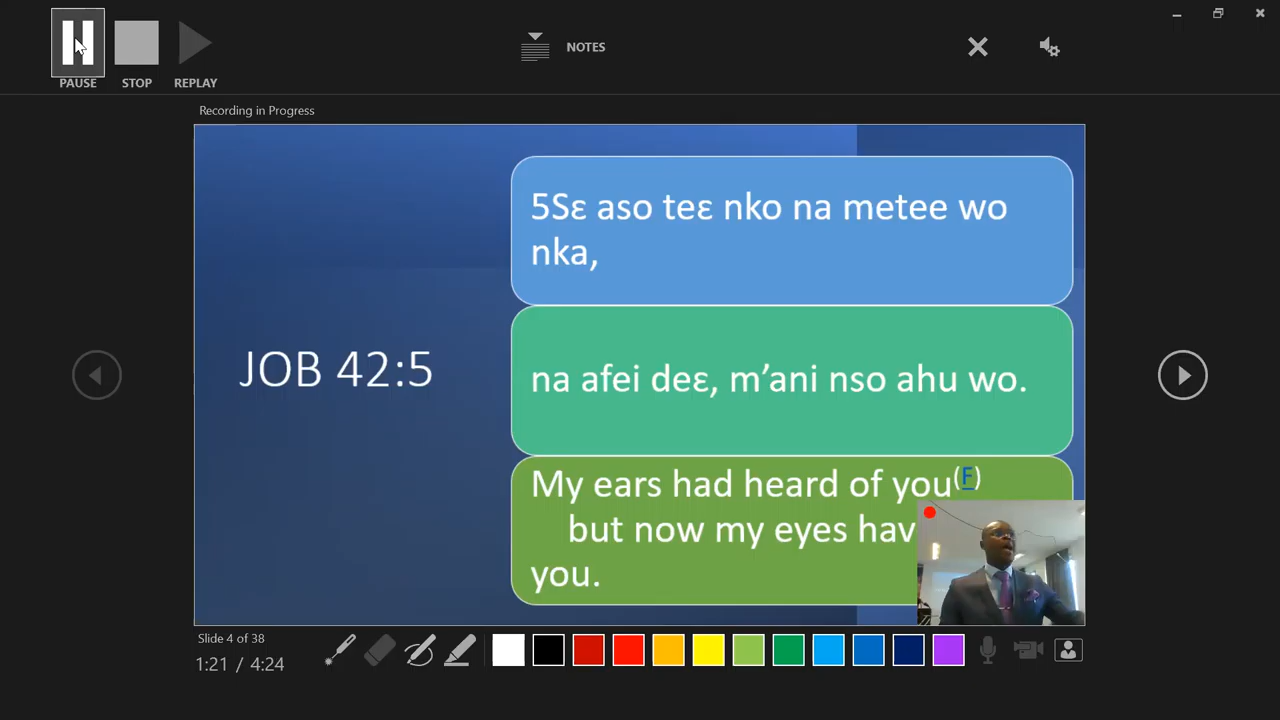 PAUSE
STOP
REPLAY
NOTES
Recording in Progress
JOB 42:5
5Sɛ aso teɛ nko na metee wo
nka,
na afei deɛ, m’ani nso ahu wo.
My ears had heard of you(F)
but now my eyes hav
you.
Slide 4 of 38
1:21 / 4:24